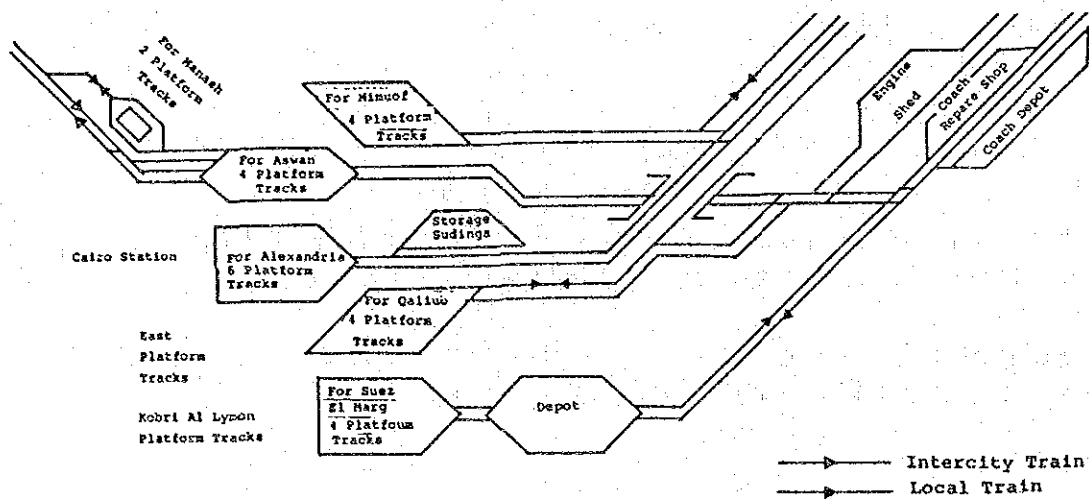 For Manash
2 Platform
Tracks
For Minuof
4 Platform
Tracks
For Aswan
4 Platform
Tracks
Engine
Shed
Coach
Repare Shop
Coach Depot
Storage
Sudings
Cairo Station
For Alexandria
6 Platform
Tracks
For Qaliub
4 Platform
Tracks
East
Platform
Tracks
Kobri Al Lymon
Platform Tracks
For Suez
El Marg
4 Platfoum
Tracks
Depot
Intercity Train
Local Train